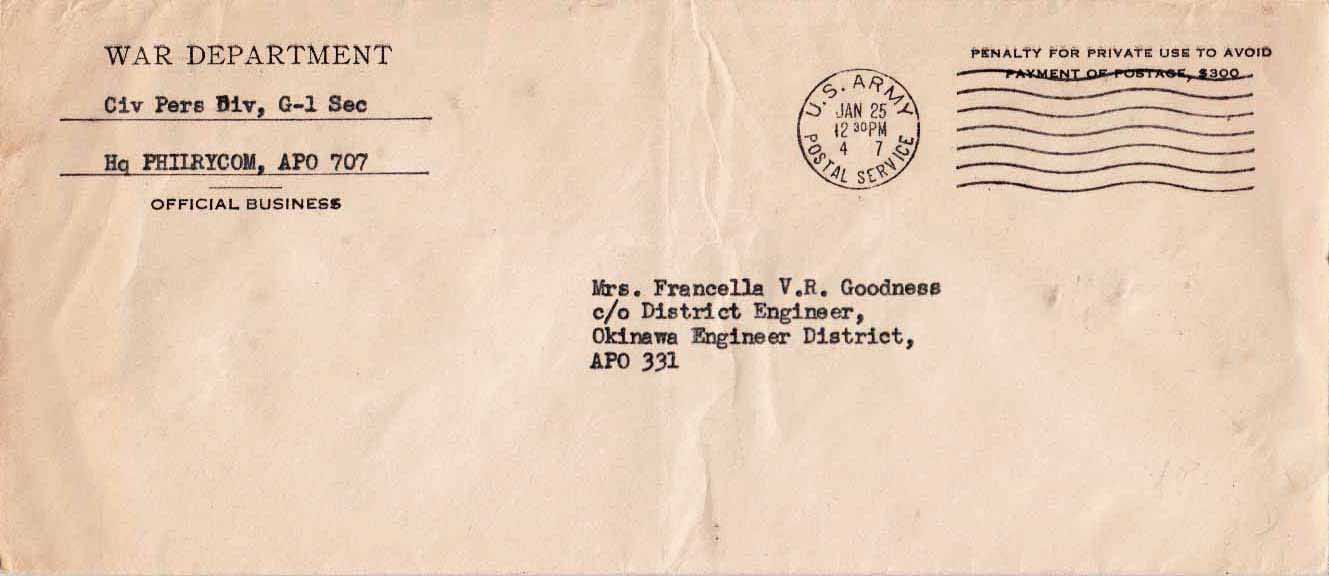 WAR DEPARTMENT
Civ Pers Div, G-1 Sec
Hq PHILRYCOM, APO 707
OFFICIAL BUSINESS
U.S. ARMY
JAN 25
12 30 PM
4 7
POSTAL SERVICE
PENALTY FOR PRIVATE USE TO AVOID
PAYMENT OF POSTAGE, $300
Mrs. Francella V.R. Goodness
c/o District Engineer,
Okinawa Engineer District,
APO 331